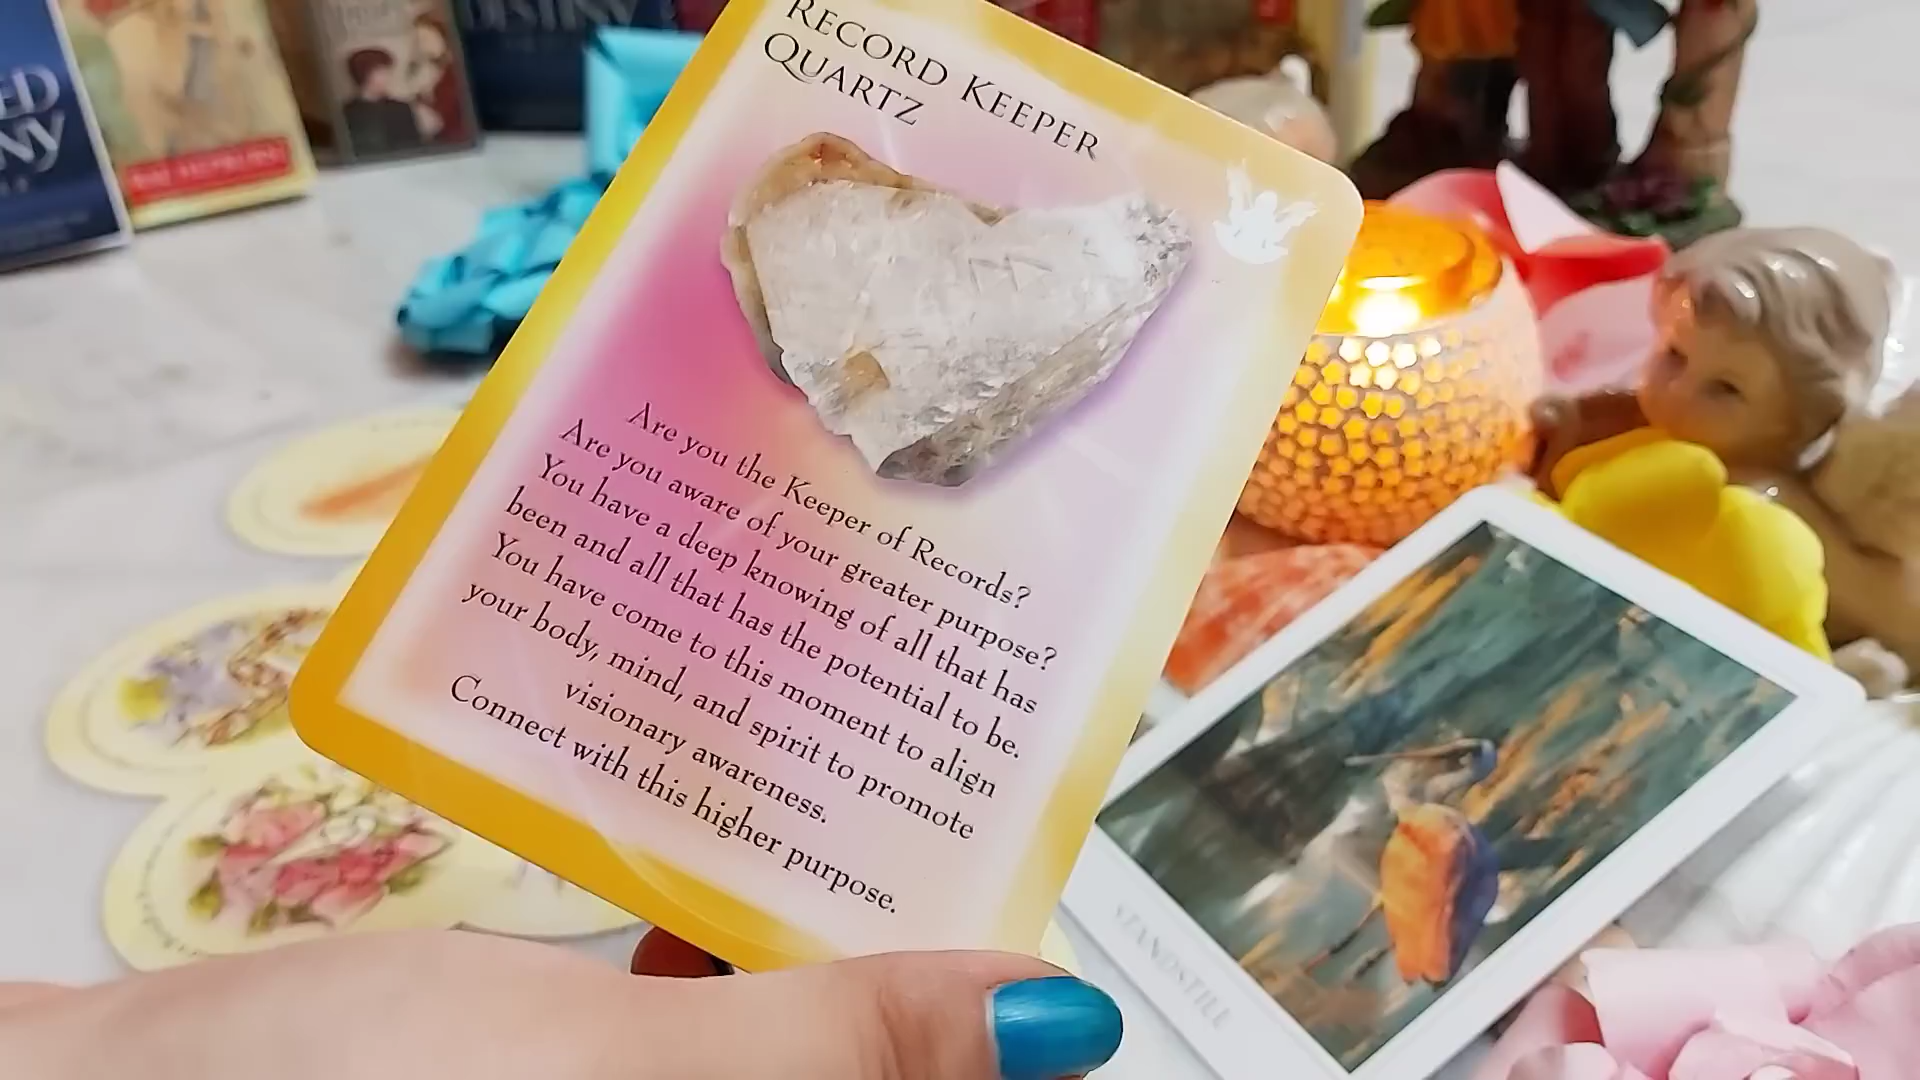 RECORD KEEPER
QUARTZ
Are you the Keeper of Records?
Are you aware of your greater purpose?
You have a deep knowing of all that has
been and all that has the potential to be.
You have come to this moment to align
your body, mind, and spirit to promote
visionary awareness.
Connect with this higher purpose.
STANDSTILL